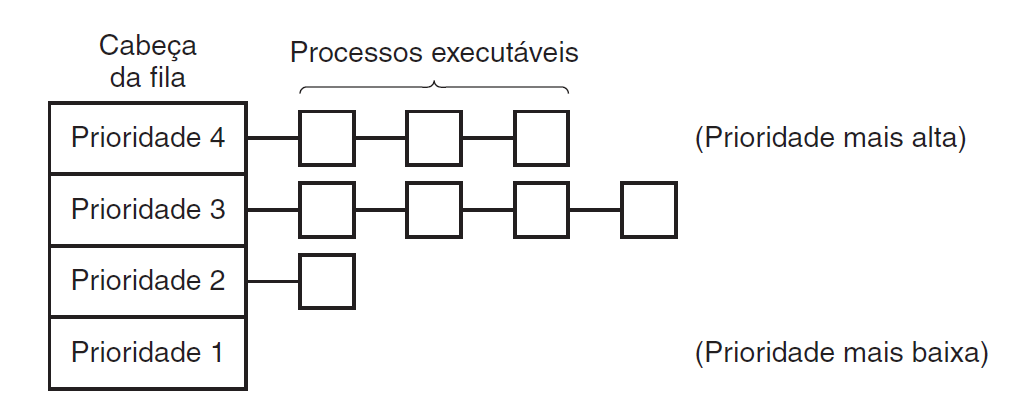 Cabeça
da fila
Processos executáveis
Prioridade 4
(Prioridade mais alta)
Prioridade 3
Prioridade 2
Prioridade 1
(Prioridade mais baixa)